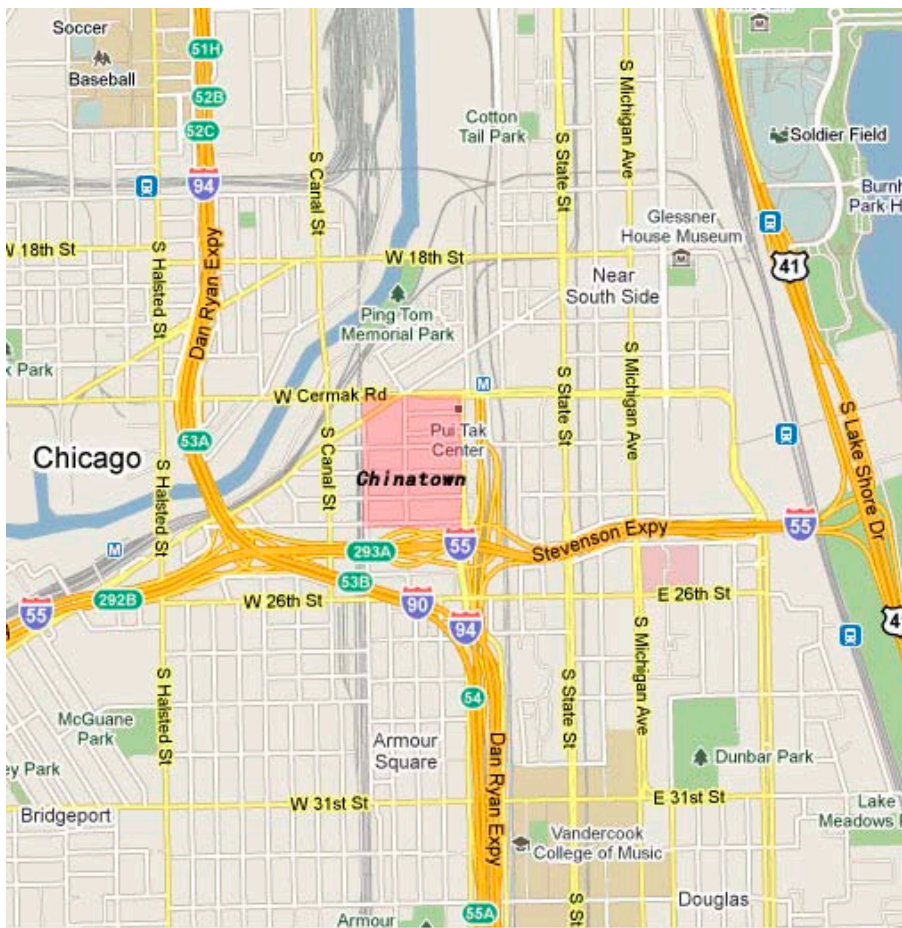 Soccer
Baseball
51H
52B
52C
94
S Canal St
Cotton
Tail Park
S State St
S Michigan Ave
Soldier Field
Glessner
House Museum
41
W 18th St
S Halsted St
Dan Ryan Expy
W 18th St
Near
South Side
Ping Tom
Memorial Park
Park
W Cermak Rd
M
S State St
S Michigan Ave
S Lake Shore Dr
53A
S Canal St
Pui Tak
Center
Chicago
Chinatown
S Halsted St
M
293A
55
Stevenson Expy
55
53B
292B
55
W 26th St
90
E 26th St
94
S Halsted St
S State St
S Michigan Ave
54
McGuane
Park
Armour
Square
Dan Ryan Expy
Dunbar Park
ey Park
Bridgeport
W 31st St
E 31st St
Lake
Meadows
Vandercook
College of Music
Douglas
S St
Armour
55A